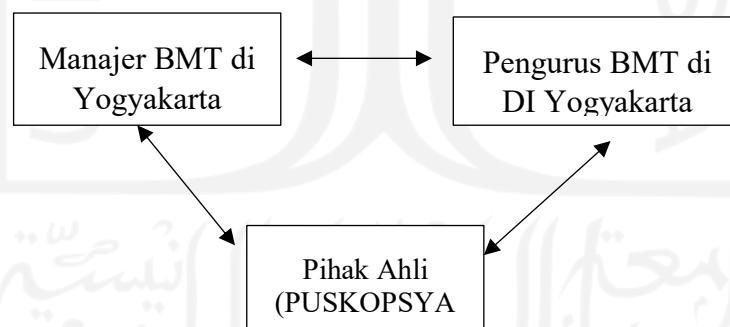 Manajer BMT di
Yogyakarta
Pengurus BMT di
DI Yogyakarta
Pihak Ahli
(PUSKOPSYA